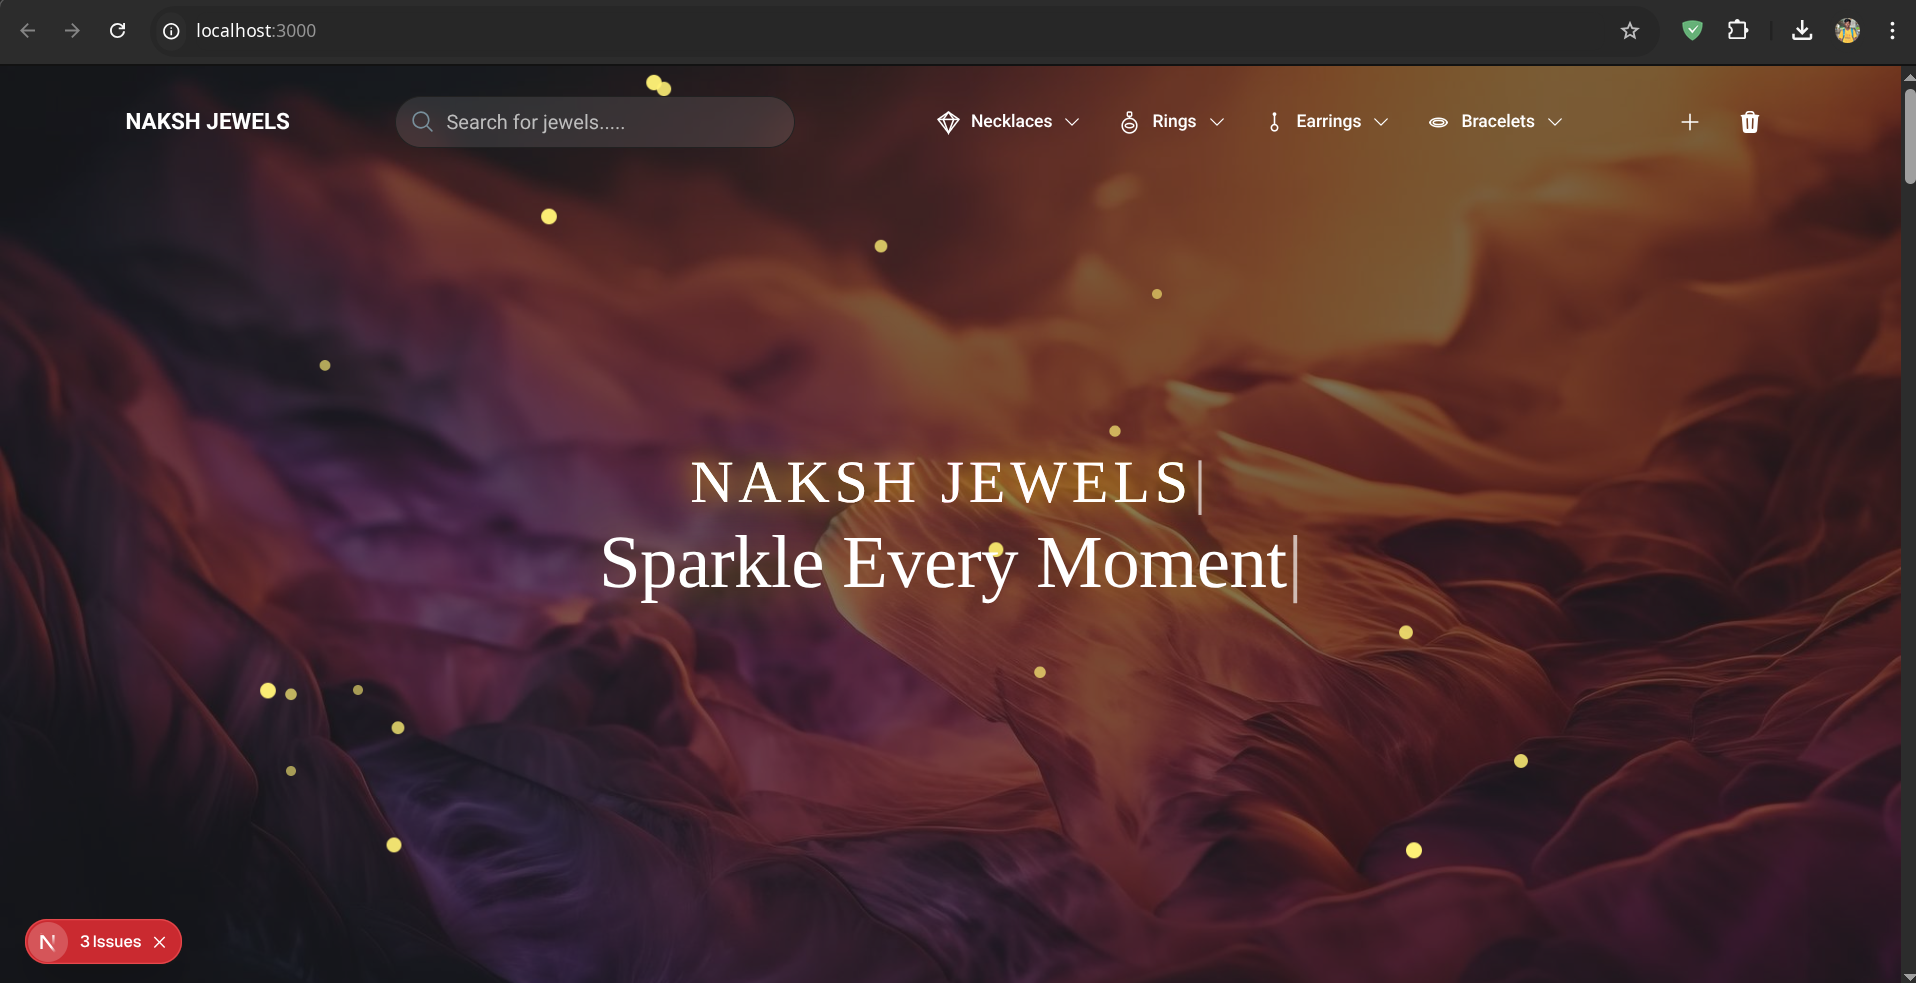 localhost:3000
NAKSH JEWELS
Search for jewels.....
Necklaces
Rings
Earrings
Bracelets
NAKSH JEWELS|
Sparkle Every Moment|
N
3 Issues